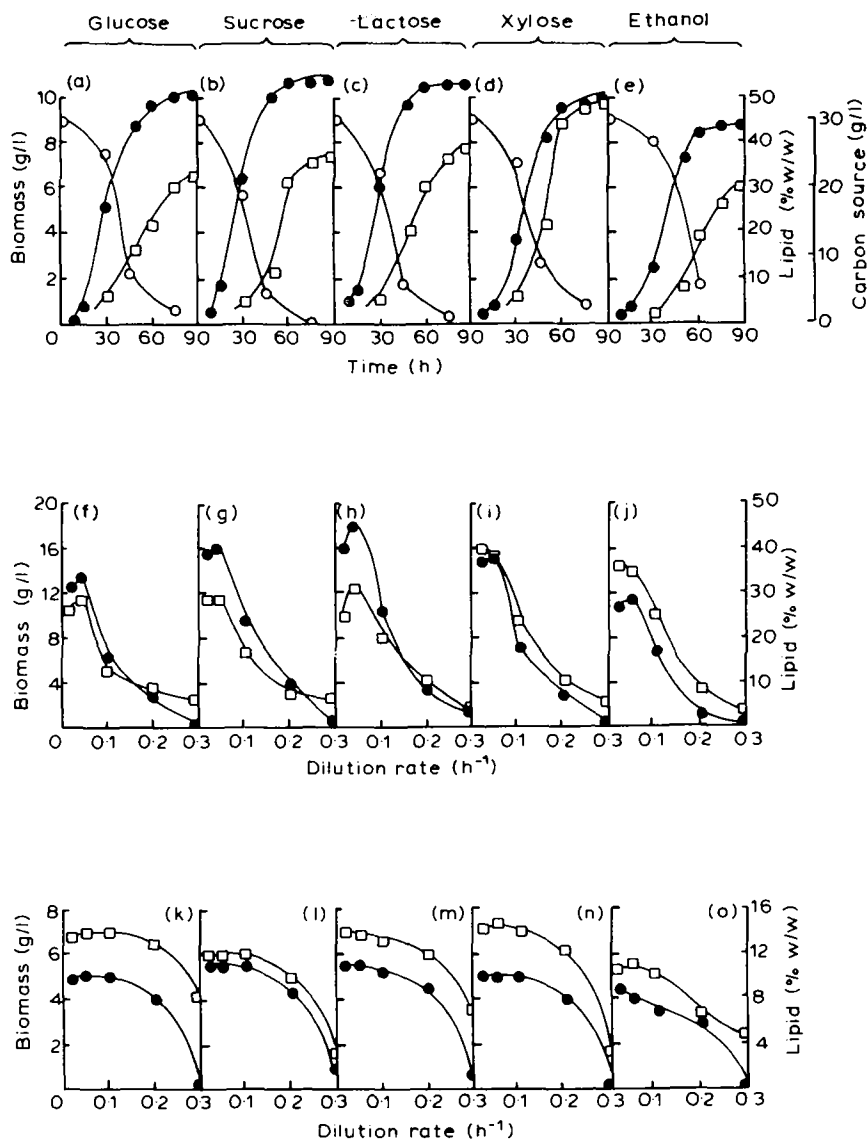 Glucose Sucrose -Lactose Xylose Ethanol
(a) (b) (c) (d) (e)
10
8
6
4
2
Biomass (g/l)
50
40
30
20
10
Lipid (% w/w)
30
20
10
0
Carbon source (g/l)
0 30 60 90 30 60 90 30 60 90 30 60 90 30 60 90
Time (h)
(f) (g) (h) (i) (j)
20
16
12
8
4
Biomass (g/l)
50
40
30
20
10
Lipid (% w/w)
0 0·1 0·2 0·3 0·1 0·2 0·3 0·1 0·2 0·3 0·1 0·2 0·3 0·1 0·2 0·3
Dilution rate (h⁻¹)
(k) (l) (m) (n) (o)
8
6
4
2
Biomass (g/l)
16
12
8
4
Lipid (% w/w)
0 0·1 0·2 0·3 0·1 0·2 0·3 0·1 0·2 0·3 0·1 0·2 0·3 0·1 0·2 0·3
Dilution rate (h⁻¹)